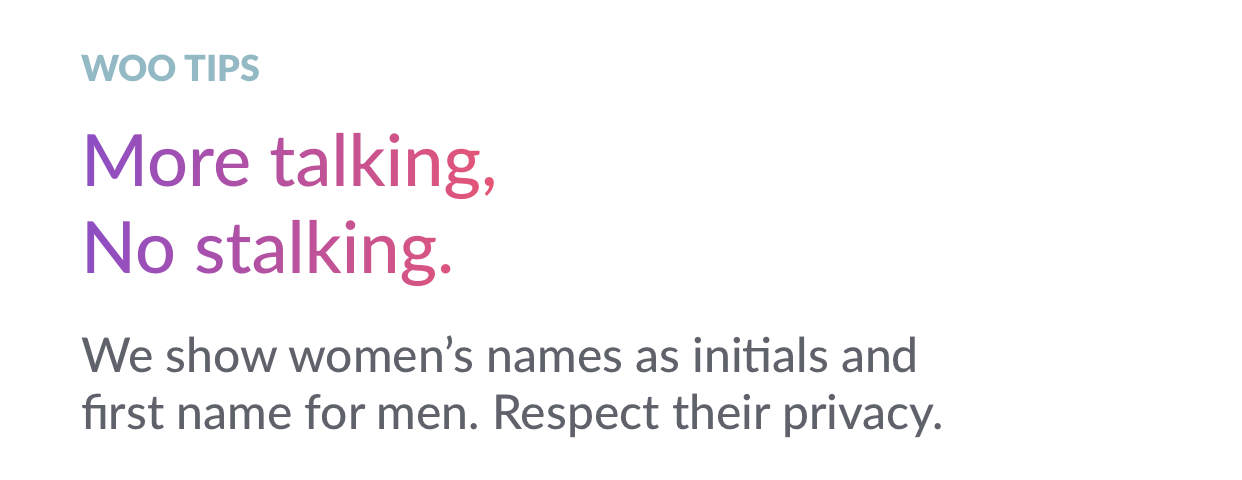 WOO TIPS
More talking,
No stalking.
We show women’s names as initials and
first name for men. Respect their privacy.